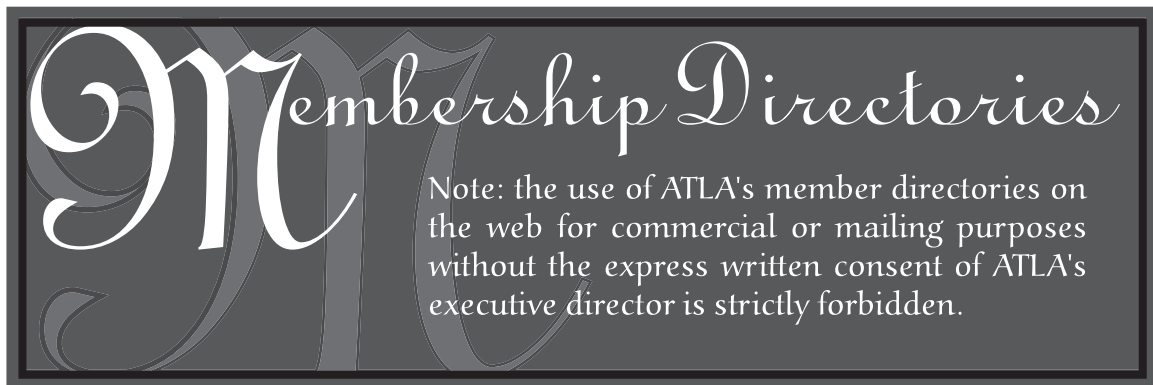 Membership Directories
Note: the use of ATLA's member directories on
the web for commercial or mailing purposes
without the express written consent of ATLA's
executive director is strictly forbidden.